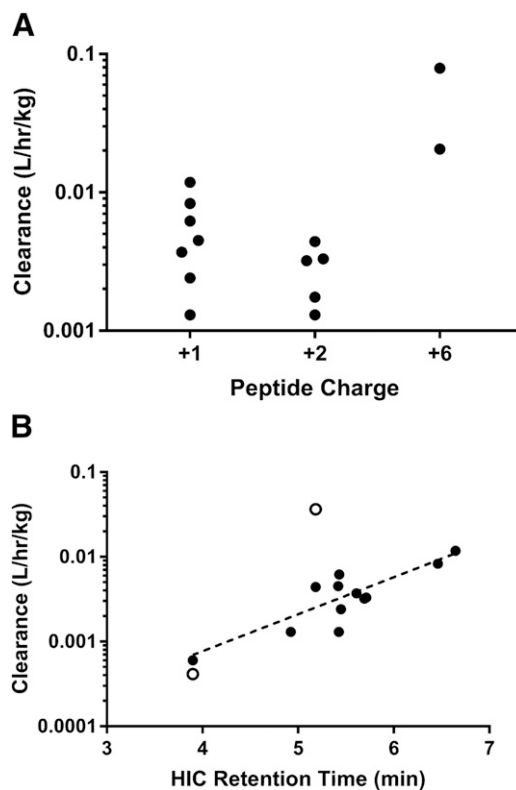 A
Clearance (L/hr/kg)
0.1
0.01
0.001
+1 +2 +6
Peptide Charge
B
Clearance (L/hr/kg)
0.1
0.01
0.001
0.0001
3 4 5 6 7
HIC Retention Time (min)